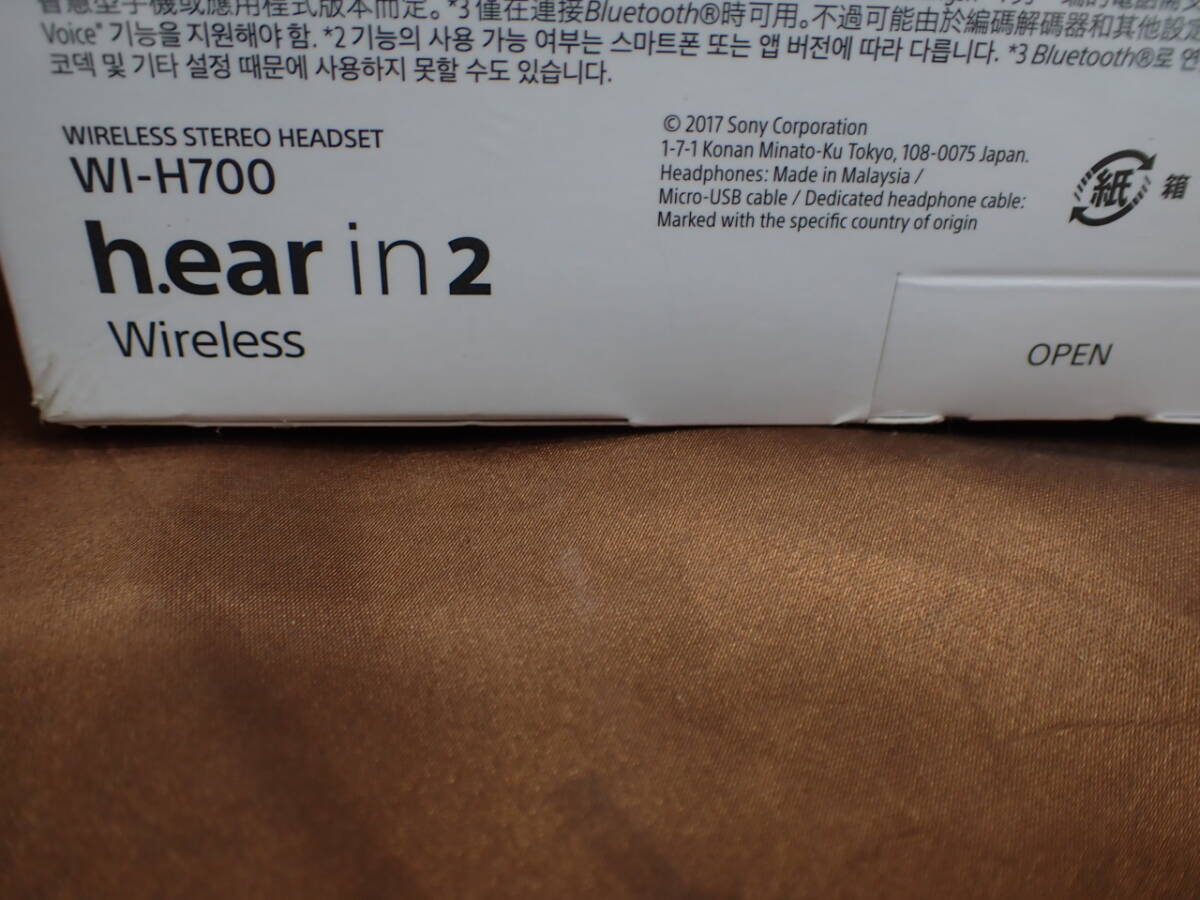 智慧型手機或應用程式版本而定。*3 僅在連接Bluetooth®時可用。不過可能由於編碼解碼器和其他設定
Voice" 기능을 지원해야 함. *2 기능의 사용 가능 여부는 스마트폰 또는 앱 버전에 따라 다릅니다. *3 Bluetooth®로 연
코덱 및 기타 설정 때문에 사용하지 못할 수도 있습니다.
WIRELESS STEREO HEADSET
WI-H700
h.ear in 2
Wireless
© 2017 Sony Corporation
1-7-1 Konan Minato-Ku Tokyo, 108-0075 Japan.
Headphones: Made in Malaysia /
Micro-USB cable / Dedicated headphone cable:
Marked with the specific country of origin
紙 箱
OPEN